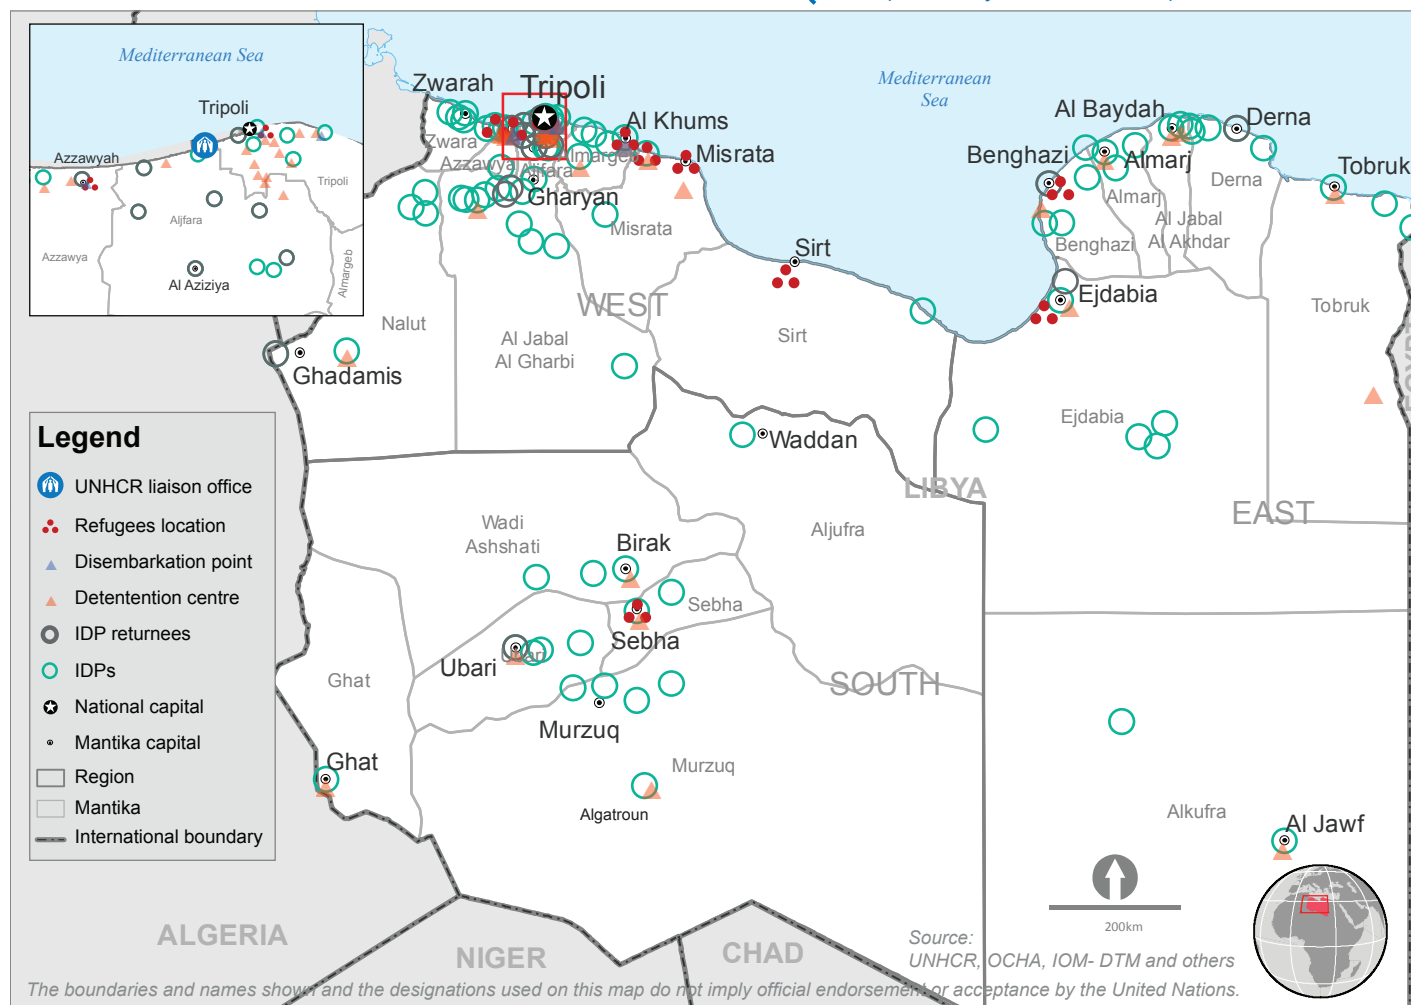 Mediterranean Sea
Tripoli
Azzawyah
Tripoli
Aljfara
Azzawya
Almargeb
Al Aziziya
Zwarah
Tripoli
Mediterranean
Sea
Al Khums
Misrata
Zwara
Azzawya
Almargeb
Aljfara
Gharyan
Misrata
Al Baydah
Derna
Benghazi
Almarj
Tobruk
Derna
Almarj
Al Jabal
Al Akhdar
Benghazi
Sirt
Ejdabia
WEST
Nalut
Al Jabal
Al Gharbi
Sirt
Tobruk
Ghadamis
Ejdabia
Waddan
LIBYA
EAST
Legend
UNHCR liaison office
Refugees location
Disembarkation point
Detentention centre
IDP returnees
IDPs
National capital
Mantika capital
Region
Mantika
International boundary
Wadi
Ashshati
Birak
Aljufra
Sebha
Sebha
Ubari
Ubari
Ghat
SOUTH
Murzuq
Murzuq
Ghat
Algatroun
Alkufra
Al Jawf
200km
ALGERIA
NIGER
CHAD
Source:
UNHCR, OCHA, IOM- DTM and others
The boundaries and names shown and the designations used on this map do not imply official endorsement or acceptance by the United Nations.